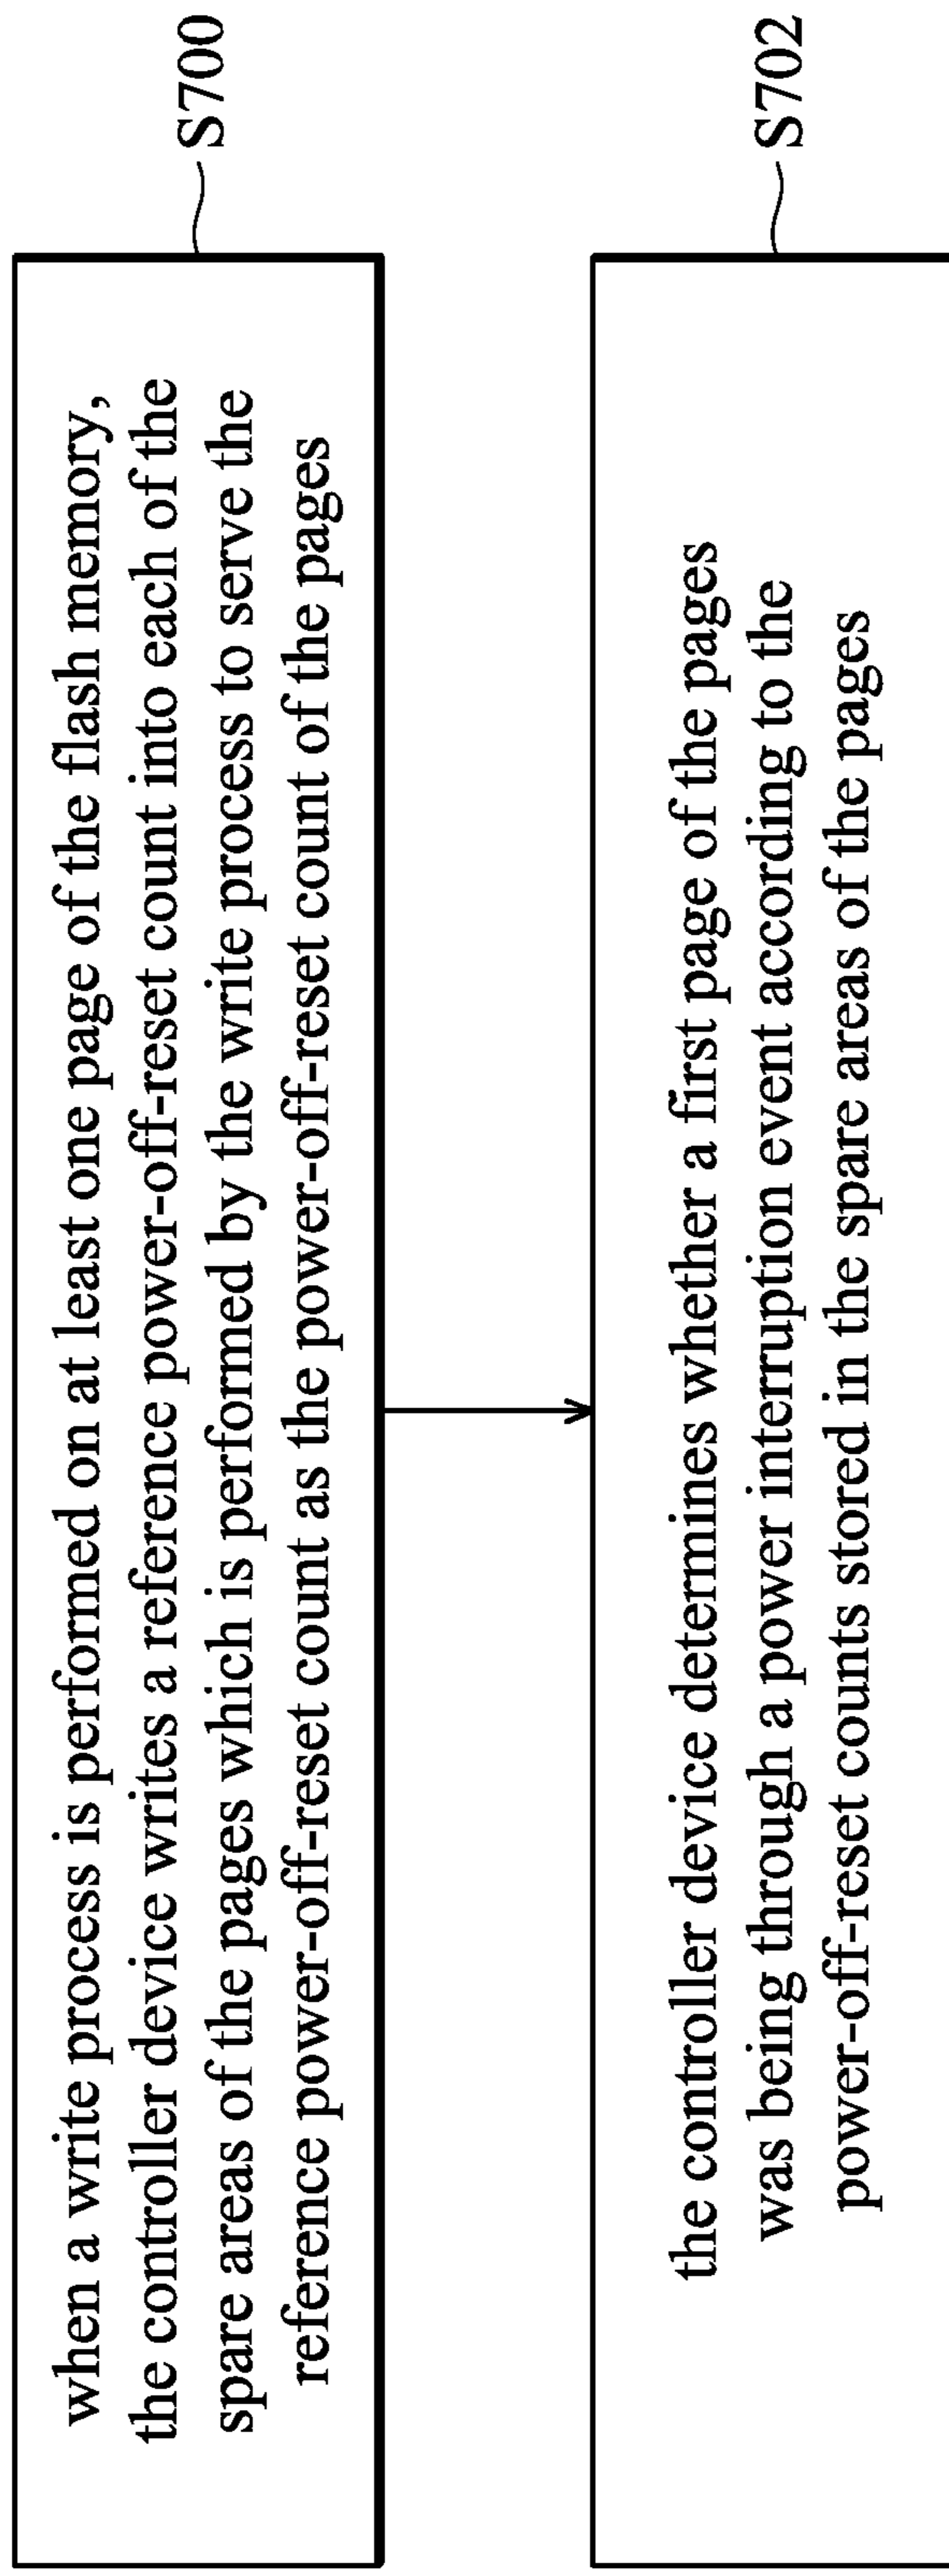 when a write process is performed on at least one page of the flash memory,
the controller device writes a reference power-off-reset count into each of the
spare areas of the pages which is performed by the write process to serve the
reference power-off-reset count as the power-off-reset count of the pages
S700
the controller device determines whether a first page of the pages
was being through a power interruption event according to the
power-off-reset counts stored in the spare areas of the pages
S702